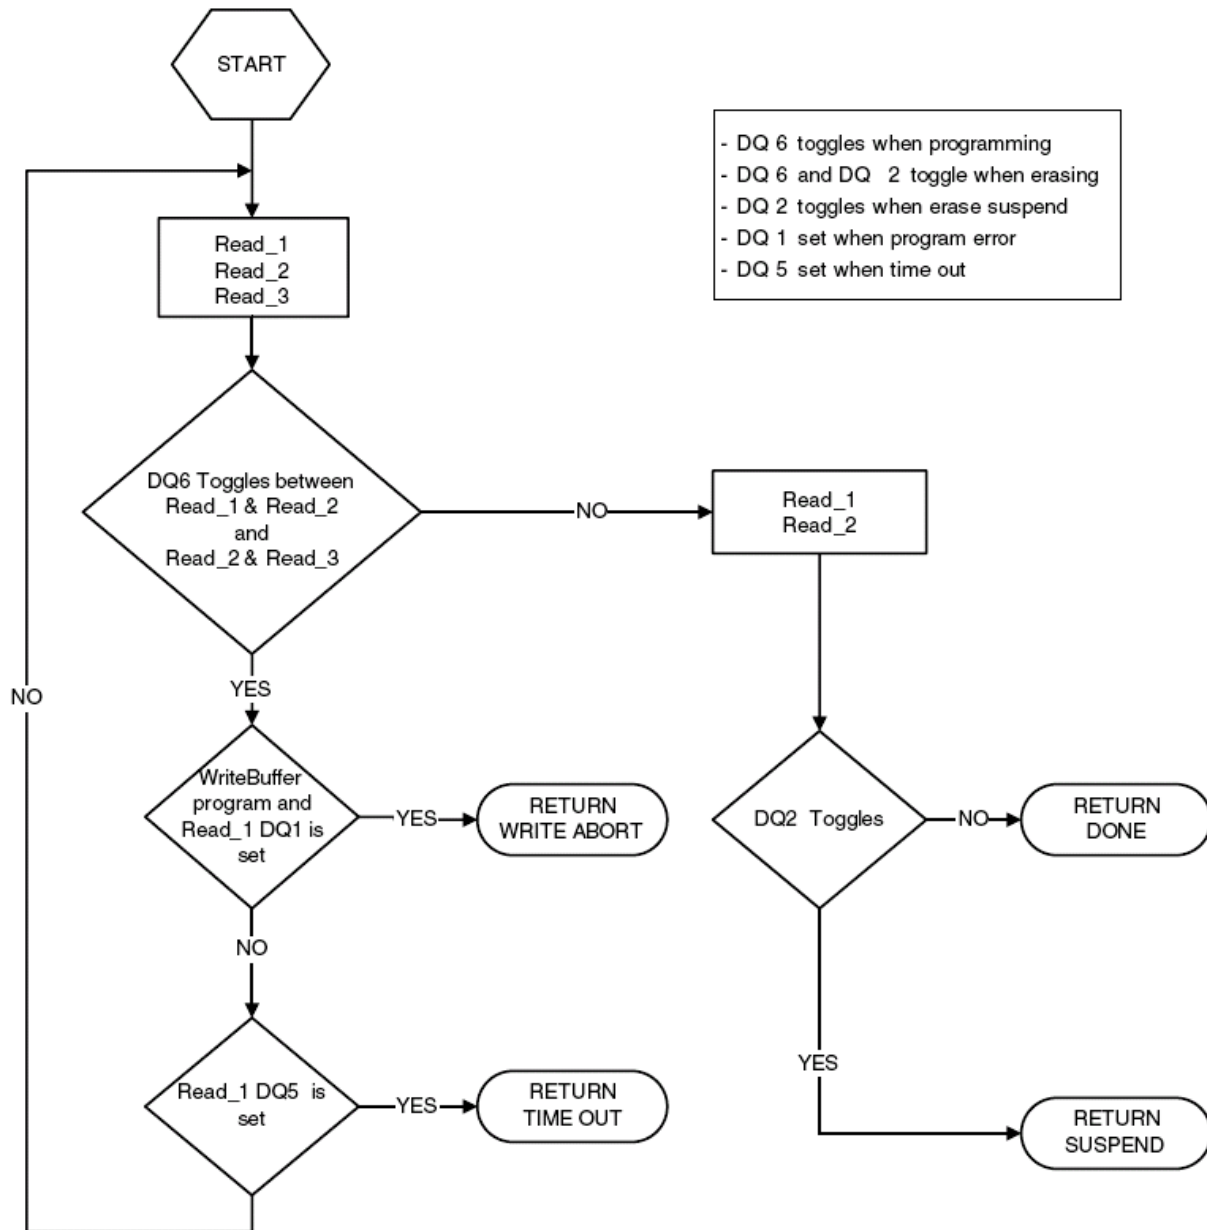 START
- DQ 6 toggles when programming
- DQ 6 and DQ 2 toggle when erasing
- DQ 2 toggles when erase suspend
- DQ 1 set when program error
- DQ 5 set when time out
Read_1
Read_2
Read_3
DQ6 Toggles between
Read_1 & Read_2
and
Read_2 & Read_3
NO
Read_1
Read_2
YES
NO
WriteBuffer
program and
Read_1 DQ1 is
set
YES
RETURN
WRITE ABORT
DQ2 Toggles
NO
RETURN
DONE
NO
YES
Read_1 DQ5 is
set
YES
RETURN
TIME OUT
RETURN
SUSPEND